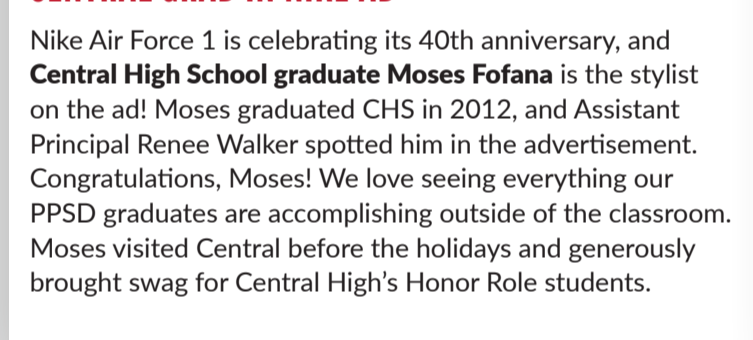 Nike Air Force 1 is celebrating its 40th anniversary, and
Central High School graduate Moses Fofana is the stylist
on the ad! Moses graduated CHS in 2012, and Assistant
Principal Renee Walker spotted him in the advertisement.
Congratulations, Moses! We love seeing everything our
PPSD graduates are accomplishing outside of the classroom.
Moses visited Central before the holidays and generously
brought swag for Central High’s Honor Role students.